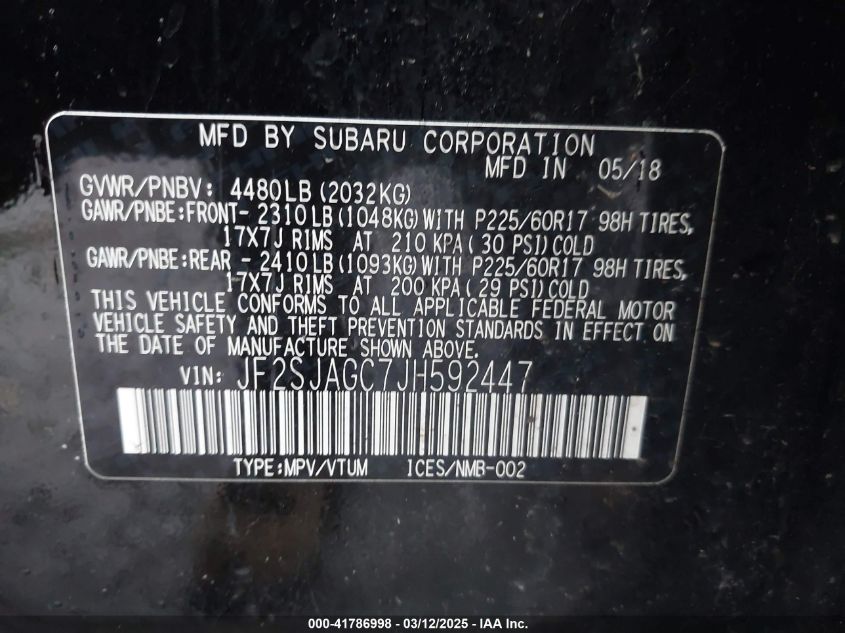 MFD BY SUBARU CORPORATION
MFD IN 05/18
GVWR/PNBV: 4480LB(2032KG)
GAWR/PNBE:FRONT- 2310LB(1048KG)WITH P225/60R17 98H TIRES,
17X7J RIMS AT 210 KPA( 30 PSI)COLD
GAWR/PNBE:REAR - 2410LB(1093KG)WITH P225/60R17 98H TIRES,
17X7J RIMS AT 200 KPA( 29 PSI)COLD
THIS VEHICLE CONFORMS TO ALL APPLICABLE FEDERAL MOTOR
VEHICLE SAFETY AND THEFT PREVENTION STANDARDS IN EFFECT ON
THE DATE OF MANUFACTURE SHOWN ABOVE.
VIN: JF2SJAGC7JH592447
TYPE:MPV/VTUM ICES/NMB-002
000-41786998 - 03/12/2025 - IAA Inc.